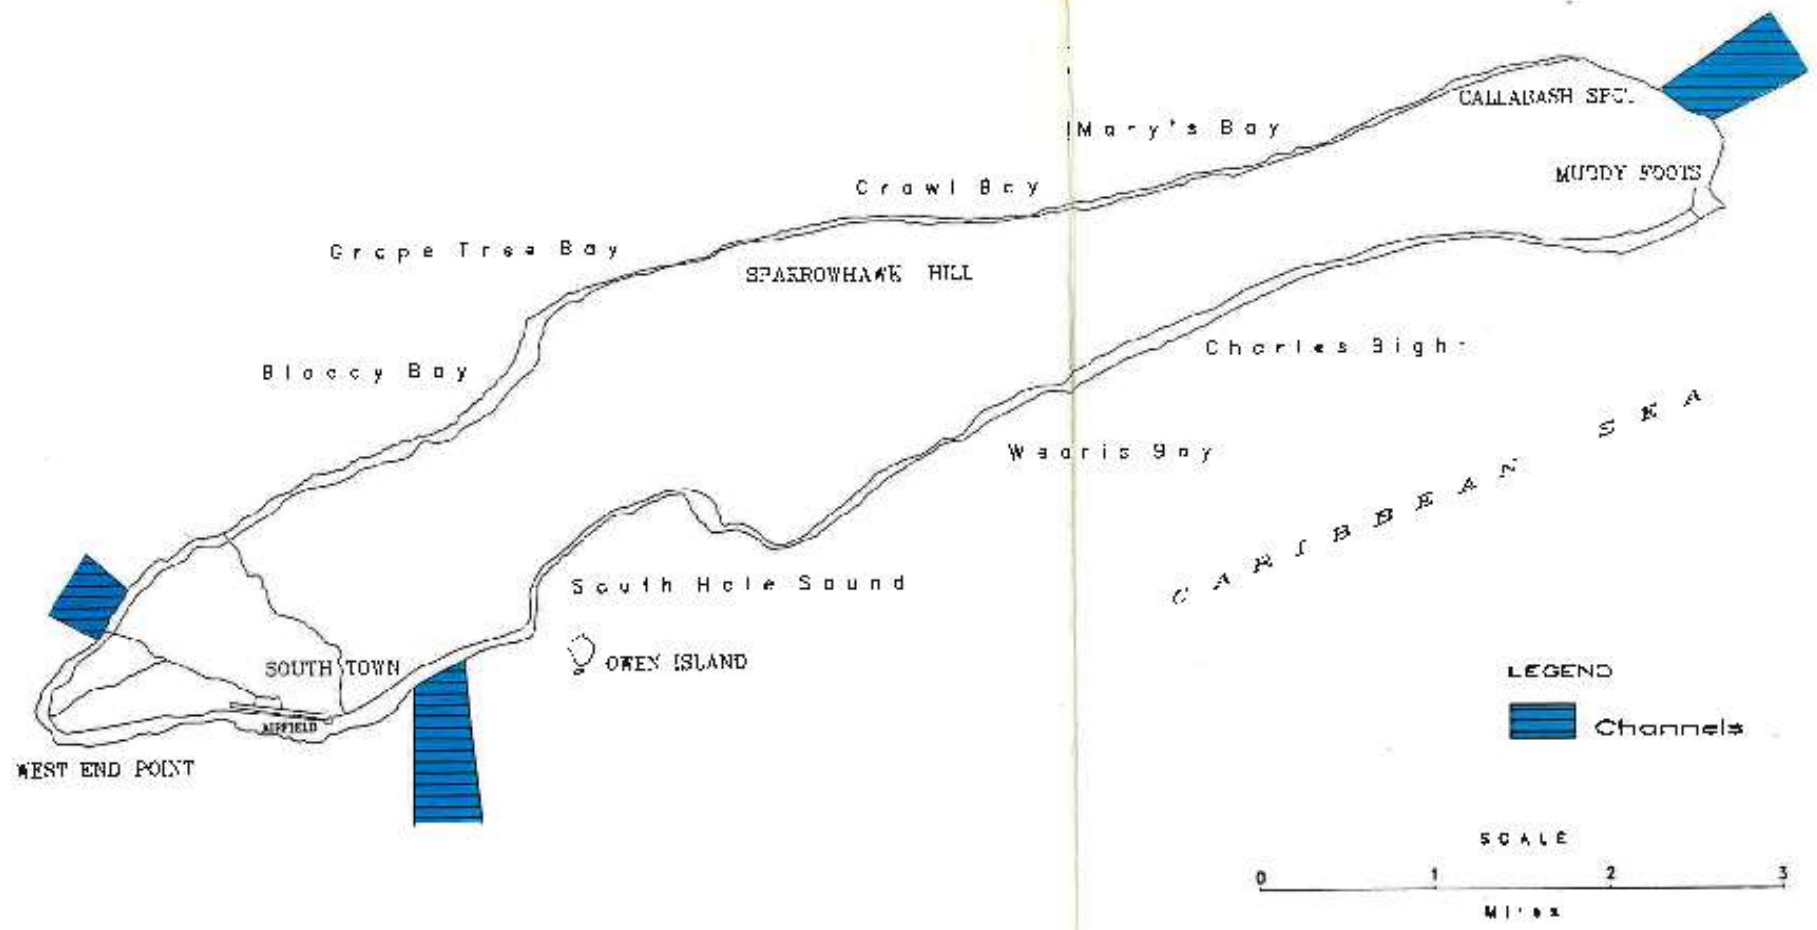 CALLABASH SPOT
Mary's Bay
MUDDY FOOTS
Crawl Bay
Grape Tree Bay
SPARROWHAWK HILL
Charles Bight
Bloody Bay
CARIBBEAN SEA
Wearis Bay
South Hole Sound
OWEN ISLAND
SOUTH TOWN
AIRFIELD
WEST END POINT
LEGEND
Channels
SCALE
0 1 2 3
Miles